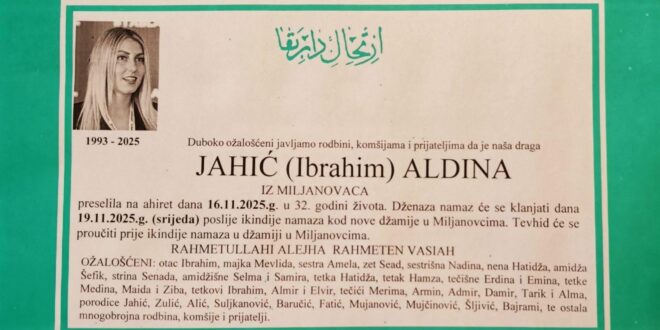 ارتحال دار بقا
1993 - 2025
Duboko ožalošćeni javljamo rodbini, komšijama i prijateljima da je naša draga
JAHIĆ (Ibrahim) ALDINA
IZ MILJANOVACA
preselila na ahiret dana 16.11.2025.g. u 32. godini života. Dženaza namaz će se klanjati dana
19.11.2025.g. (srijeda) poslije ikindije namaza kod nove džamije u Miljanovcima. Tevhid će se
proučiti prije ikindije namaza u džamiji u Miljanovcima.
RAHMETULLAHI ALEJHA RAHMETEN VASIAH
OŽALOŠĆENI: otac Ibrahim, majka Mevlida, sestra Amela, zet Sead, sestrišna Nadina, nena Hatidža, amidža
Šefik, strina Senada, amidžišne Selma i Samira, tetka Hatidža, tetak Hamza, tečišne Erdina i Emina, tetke
Medina, Maida i Ziba, tetkovi Ibrahim, Almir i Elvir, tečići Merima, Armin, Admir, Damir, Tarik i Alma,
porodice Jahić, Zulić, Alić, Suljkanović, Baručić, Fatić, Mujanović, Mujčinović, Šljivić, Bajrami, te ostala
mnogobrojna rodbina, komšije i prijatelji.